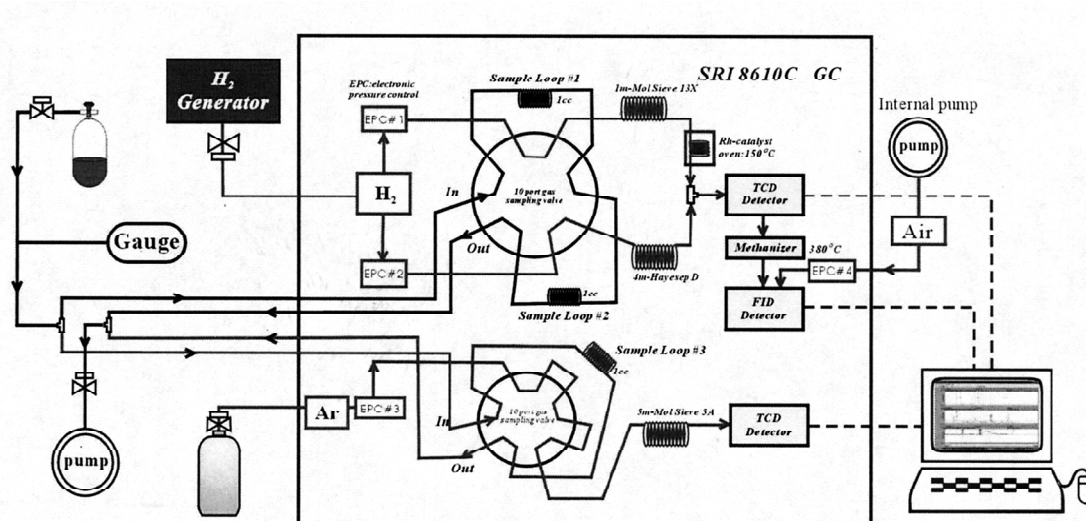 SRI 8610C GC
H2
Generator
EPC:electronic
pressure control
EPC#1
Sample Loop #1
1cc
1m-Mol Sieve 13X
Rh-catalyst
oven:150°C
Internal pump
pump
Air
H2
In
10 port gas
sampling valve
Out
TCD
Detector
Methanizer
380°C
EPC#4
FID
Detector
Gauge
EPC#2
4m-Hayesep D
1cc
Sample Loop #2
Sample Loop #3
1cc
Ar
EPC#3
In
10 port gas
sampling valve
Out
3m-Mol Sieve 5A
TCD
Detector
pump